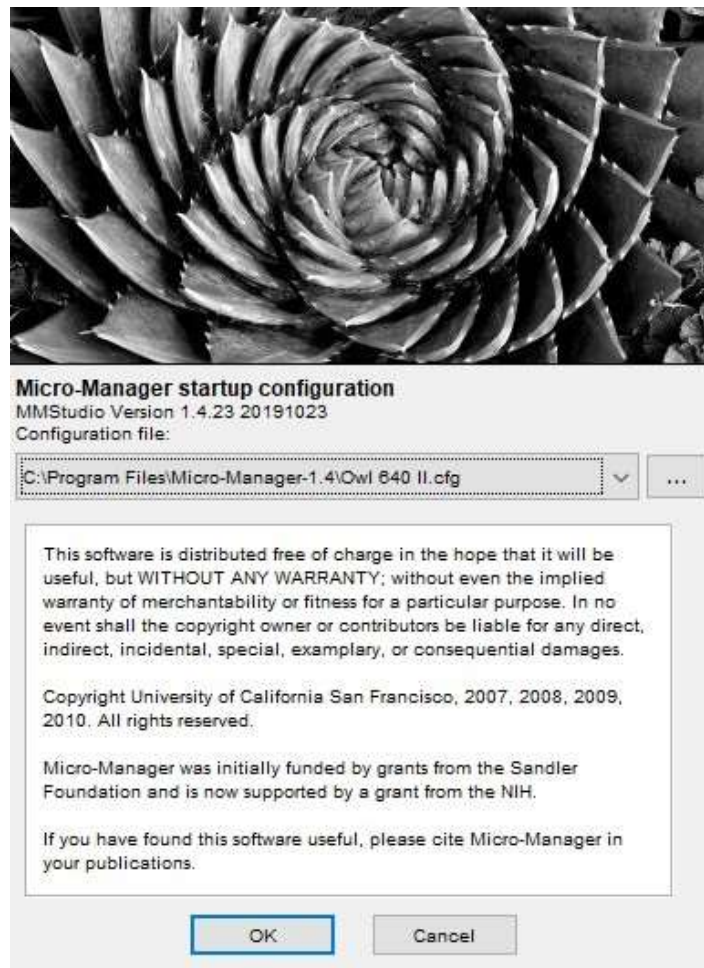 Micro-Manager startup configuration
MMStudio Version 1.4.23 20191023
Configuration file:
C:\Program Files\Micro-Manager-1.4\Owl 640 II.cfg
...
This software is distributed free of charge in the hope that it will be
useful, but WITHOUT ANY WARRANTY; without even the implied
warranty of merchantability or fitness for a particular purpose. In no
event shall the copyright owner or contributors be liable for any direct,
indirect, incidental, special, examplary, or consequential damages.
Copyright University of California San Francisco, 2007, 2008, 2009,
2010. All rights reserved.
Micro-Manager was initially funded by grants from the Sandler
Foundation and is now supported by a grant from the NIH.
If you have found this software useful, please cite Micro-Manager in
your publications.
OK
Cancel